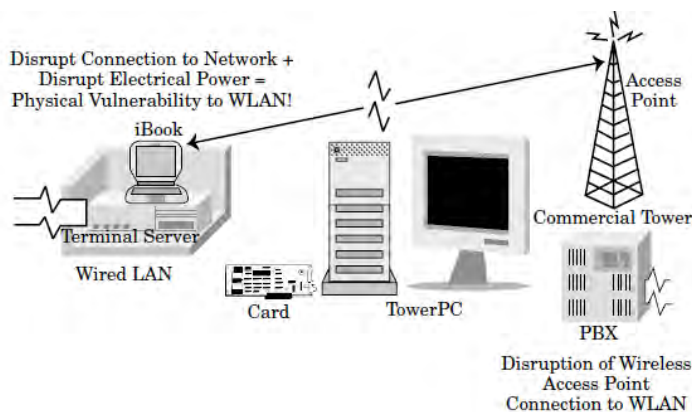 Disrupt Connection to Network +
Disrupt Electrical Power =
Physical Vulnerability to WLAN!
iBook
Access
Point
Terminal Server
Wired LAN
Card
TowerPC
Commercial Tower
PBX
Disruption of Wireless
Access Point
Connection to WLAN